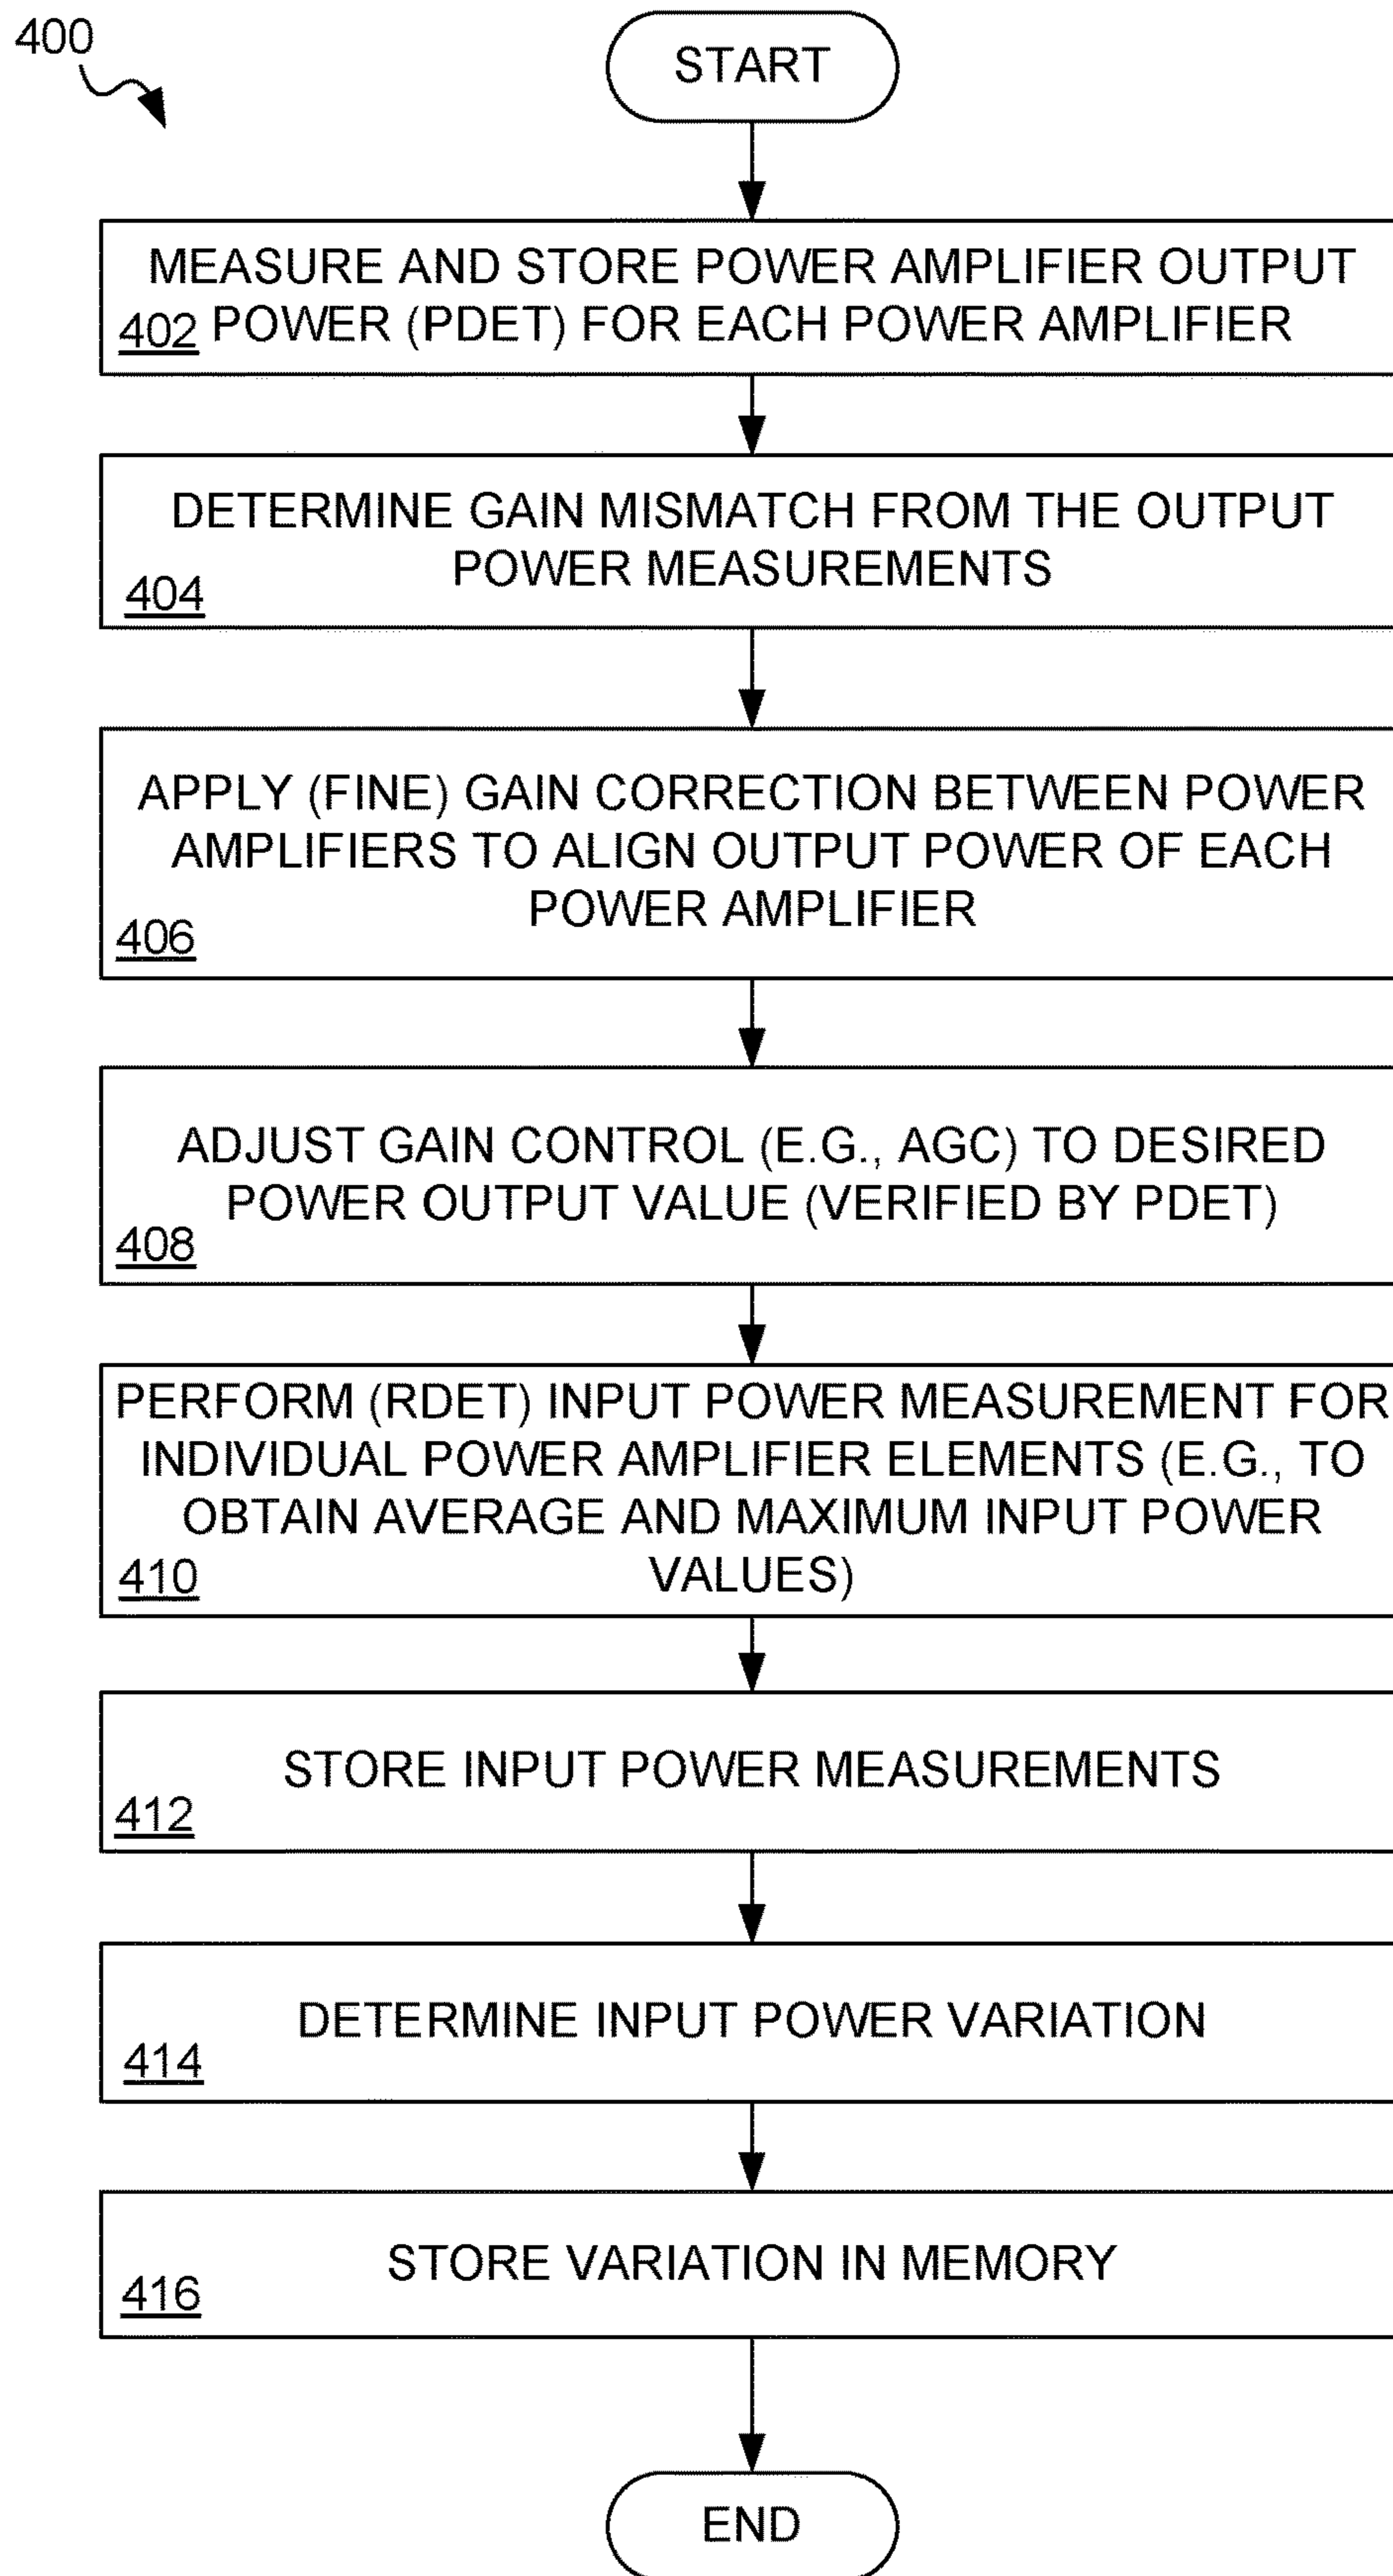 400
START
MEASURE AND STORE POWER AMPLIFIER OUTPUT
402 POWER (PDET) FOR EACH POWER AMPLIFIER
DETERMINE GAIN MISMATCH FROM THE OUTPUT
POWER MEASUREMENTS
404
APPLY (FINE) GAIN CORRECTION BETWEEN POWER
AMPLIFIERS TO ALIGN OUTPUT POWER OF EACH
POWER AMPLIFIER
406
ADJUST GAIN CONTROL (E.G., AGC) TO DESIRED
POWER OUTPUT VALUE (VERIFIED BY PDET)
408
PERFORM (RDET) INPUT POWER MEASUREMENT FOR
INDIVIDUAL POWER AMPLIFIER ELEMENTS (E.G., TO
OBTAIN AVERAGE AND MAXIMUM INPUT POWER
410 VALUES)
STORE INPUT POWER MEASUREMENTS
412
DETERMINE INPUT POWER VARIATION
414
STORE VARIATION IN MEMORY
416
END